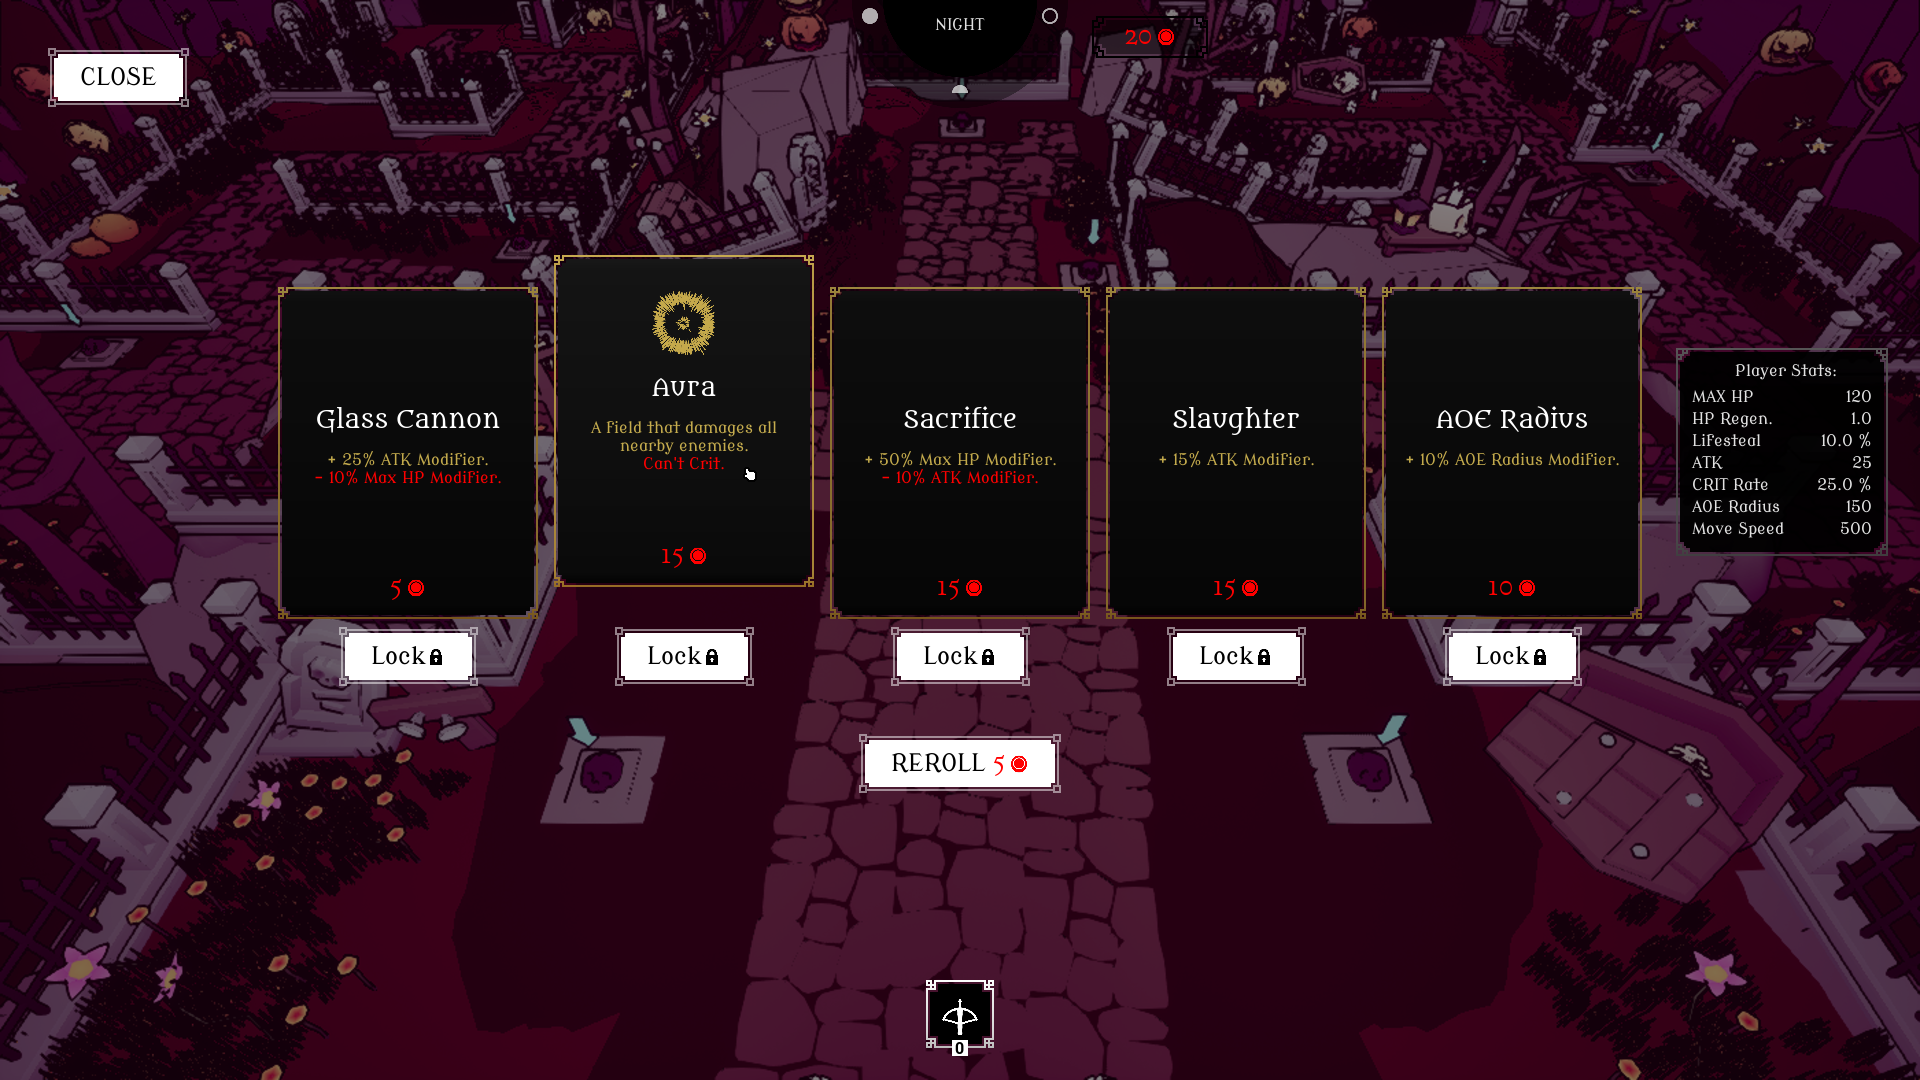 NIGHT
20
CLOSE
Glass Cannon
+ 25% ATK Modifier.
- 10% Max HP Modifier.
5
Lock
Aura
A field that damages all
nearby enemies.
Can't Crit.
15
Lock
Sacrifice
+ 50% Max HP Modifier.
- 10% ATK Modifier.
15
Lock
Slaughter
+ 15% ATK Modifier.
15
Lock
AOE Radius
+ 10% AOE Radius Modifier.
10
Lock
Player Stats:
MAX HP 120
HP Regen. 1.0
Lifesteal 10.0 %
ATK 25
CRIT Rate 25.0 %
AOE Radius 150
Move Speed 500
REROLL 5
0